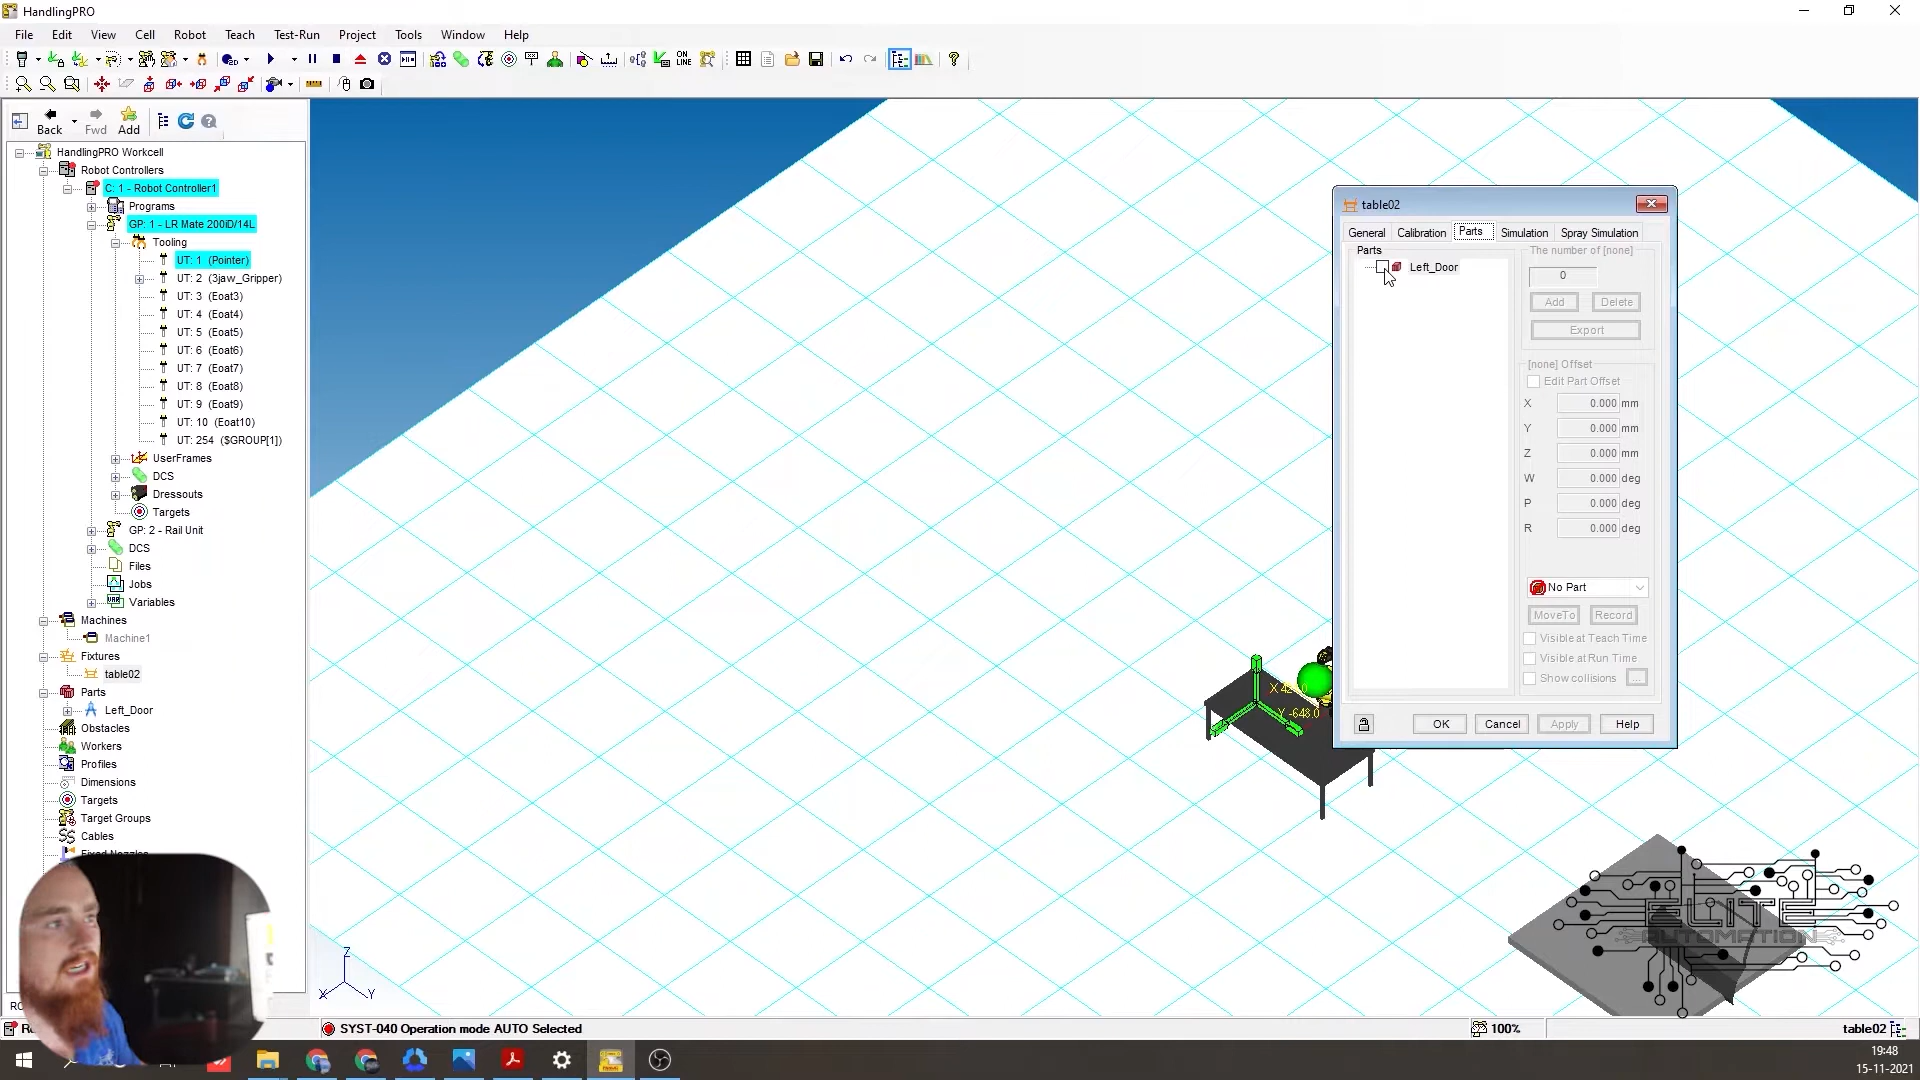 HandlingPRO
File Edit View Cell Robot Teach Test-Run Project Tools Window Help
ON
LINE
Back Fwd Add
HandlingPRO Workcell
Robot Controllers
C: 1 - Robot Controller1
Programs
GP: 1 - LR Mate 200iD/14L
Tooling
UT: 1 (Pointer)
UT: 2 (3jaw_Gripper)
UT: 3 (Eoat3)
UT: 4 (Eoat4)
UT: 5 (Eoat5)
UT: 6 (Eoat6)
UT: 7 (Eoat7)
UT: 8 (Eoat8)
UT: 9 (Eoat9)
UT: 10 (Eoat10)
UT: 254 ($GROUP[1])
UserFrames
DCS
Dressouts
Targets
GP: 2 - Rail Unit
DCS
Files
Jobs
Variables
Machines
Machine1
Fixtures
table02
Parts
Left_Door
Obstacles
Workers
Profiles
Dimensions
Targets
Target Groups
Cables
table02
General Calibration Parts Simulation Spray Simulation
Parts
Left_Door
The number of [none]
0
Add Delete
Export
[none] Offset
Edit Part Offset
X 0.000 mm
Y 0.000 mm
Z 0.000 mm
W 0.000 deg
P 0.000 deg
R 0.000 deg
No Part
MoveTo Record
Visible at Teach Time
Visible at Run Time
Show collisions ...
OK Cancel Apply Help
Y -648.0
Z
X Y
ELITE
AUTOMATION
SYST-040 Operation mode AUTO Selected
100%
table02
19:48
15-11-2021